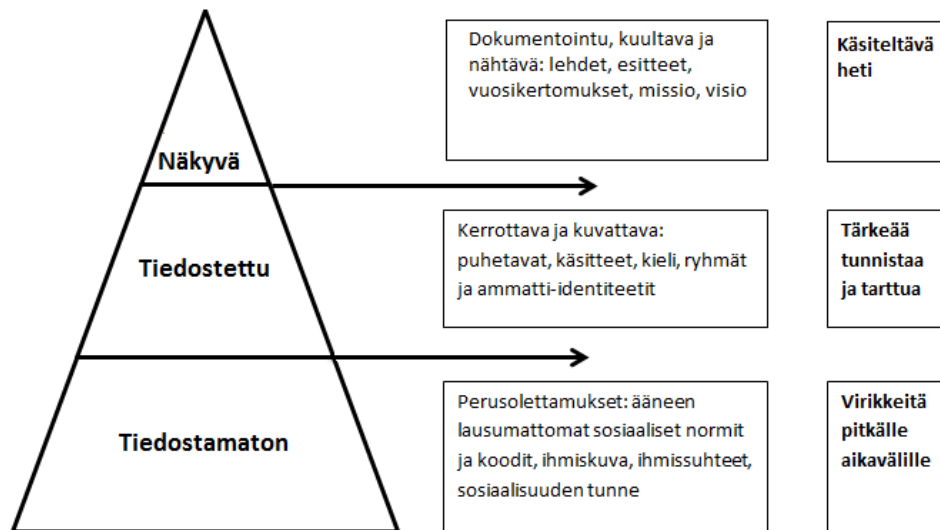 Näkyvä
Dokumentointu, kuultava ja
nähtävä: lehdet, esitteet,
vuosikertomukset, missio, visio
Käsiteltävä
heti
Tiedostettu
Kerrottava ja kuvattava:
puhetavat, käsitteet, kieli, ryhmät
ja ammatti-identiteetit
Tärkeää
tunnistaa
ja tarttua
Tiedostamaton
Perusolettamukset: ääneen
lausumattomat sosiaaliset normit
ja koodit, ihmiskuva, ihmissuhteet,
sosiaalisuuden tunne
Virikkeitä
pitkälle
aikavälille